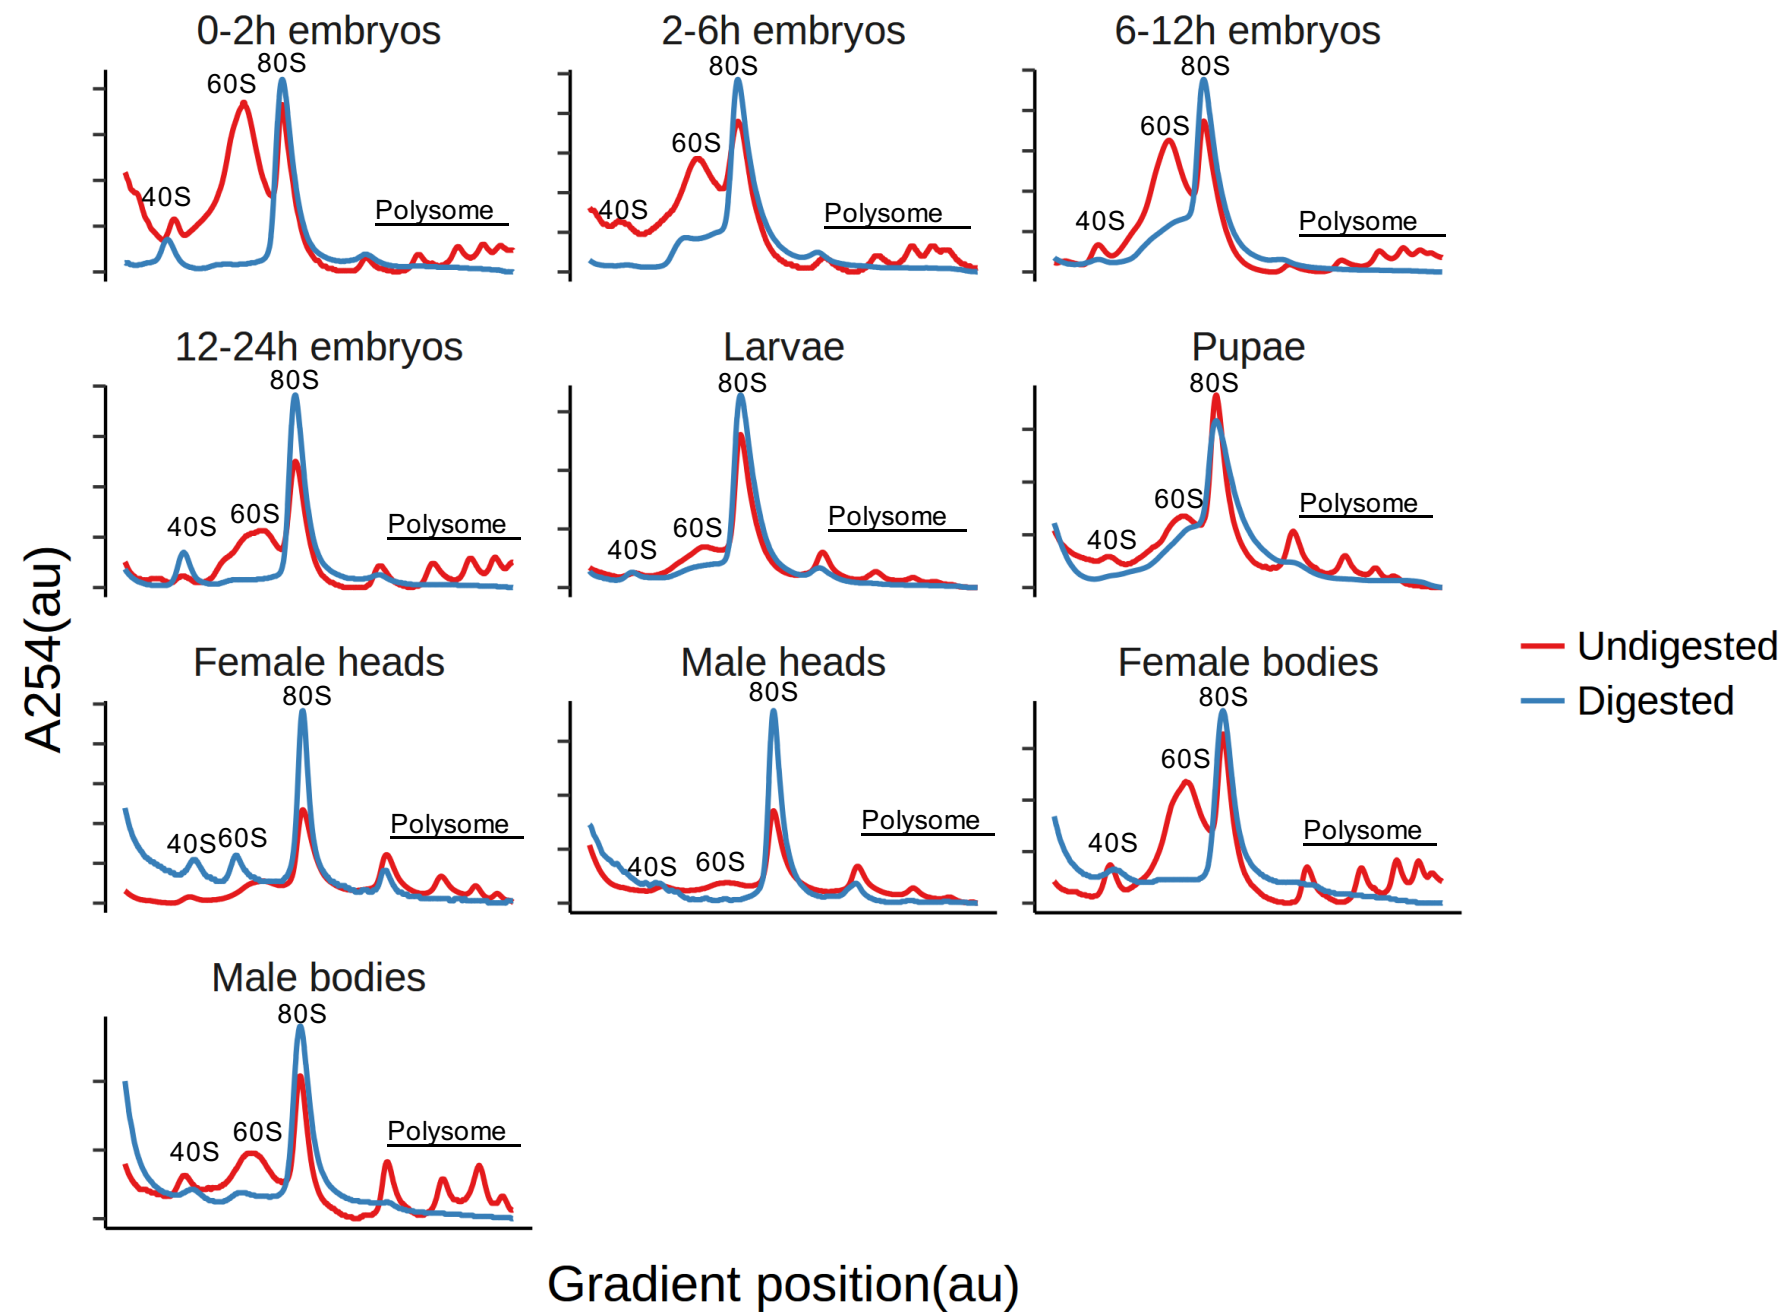 0-2h embryos
80S
60S
40S
Polysome
2-6h embryos
80S
60S
40S
Polysome
6-12h embryos
80S
60S
40S
Polysome
12-24h embryos
80S
60S
40S
Polysome
Larvae
80S
60S
40S
Polysome
Pupae
80S
60S
40S
Polysome
Female heads
80S
40S 60S
Polysome
Male heads
80S
40S 60S
Polysome
Female bodies
80S
60S
40S
Polysome
Male bodies
80S
60S
40S
Polysome
A254(au)
Gradient position(au)
Undigested
Digested